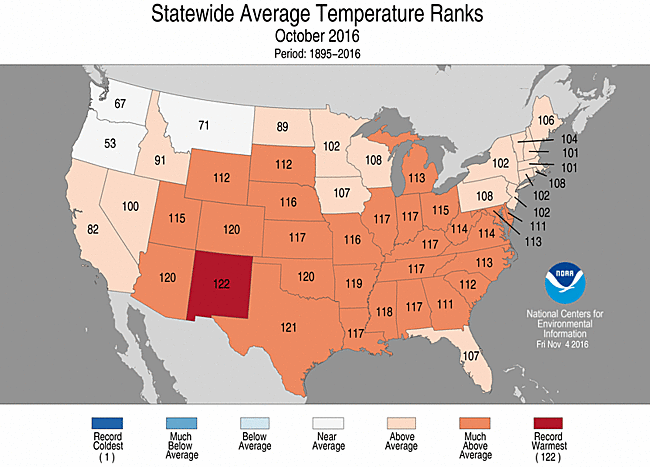 Statewide Average Temperature Ranks
October 2016
Period: 1895–2016
67
53
71
91
89
102
108
106
104
101
101
108
102
102
111
113
102
108
112
112
113
107
116
100
82
115
120
117
117
117
115
114
114
116
117
113
120
122
120
119
117
112
121
118
117
111
117
107
NOAA
National Centers for
Environmental
Information
Fri Nov 4 2016
Record
Coldest
( 1 )
Much
Below
Average
Below
Average
Near
Average
Above
Average
Much
Above
Average
Record
Warmest
( 122 )